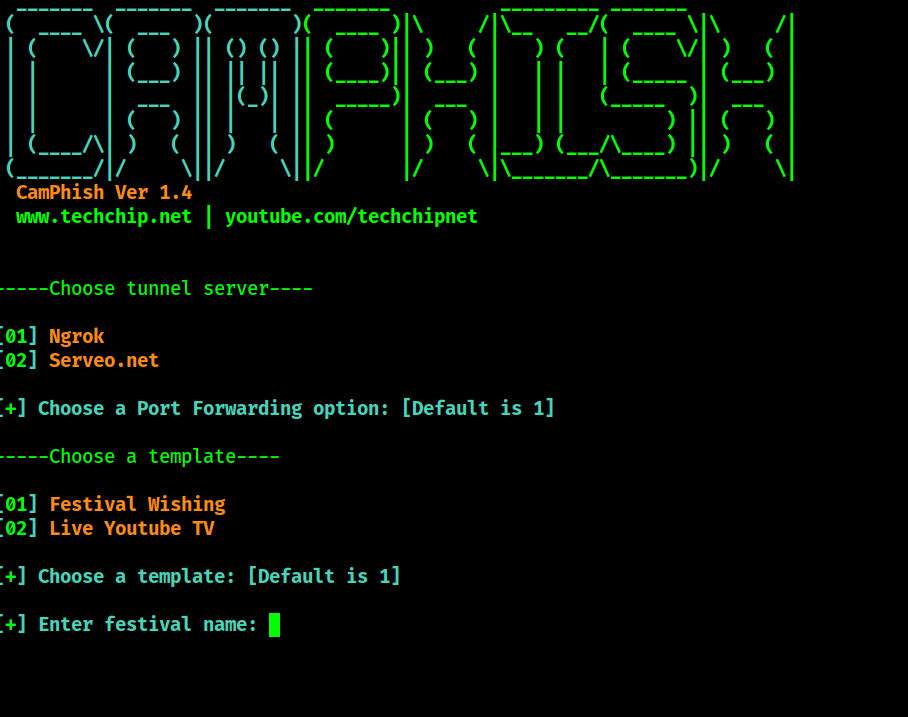 CAMPHISH
CamPhish Ver 1.4
www.techchip.net | youtube.com/techchipnet
-----Choose tunnel server----
[01] Ngrok
[02] Serveo.net
[+] Choose a Port Forwarding option: [Default is 1]
-----Choose a template----
[01] Festival Wishing
[02] Live Youtube TV
[+] Choose a template: [Default is 1]
[+] Enter festival name: